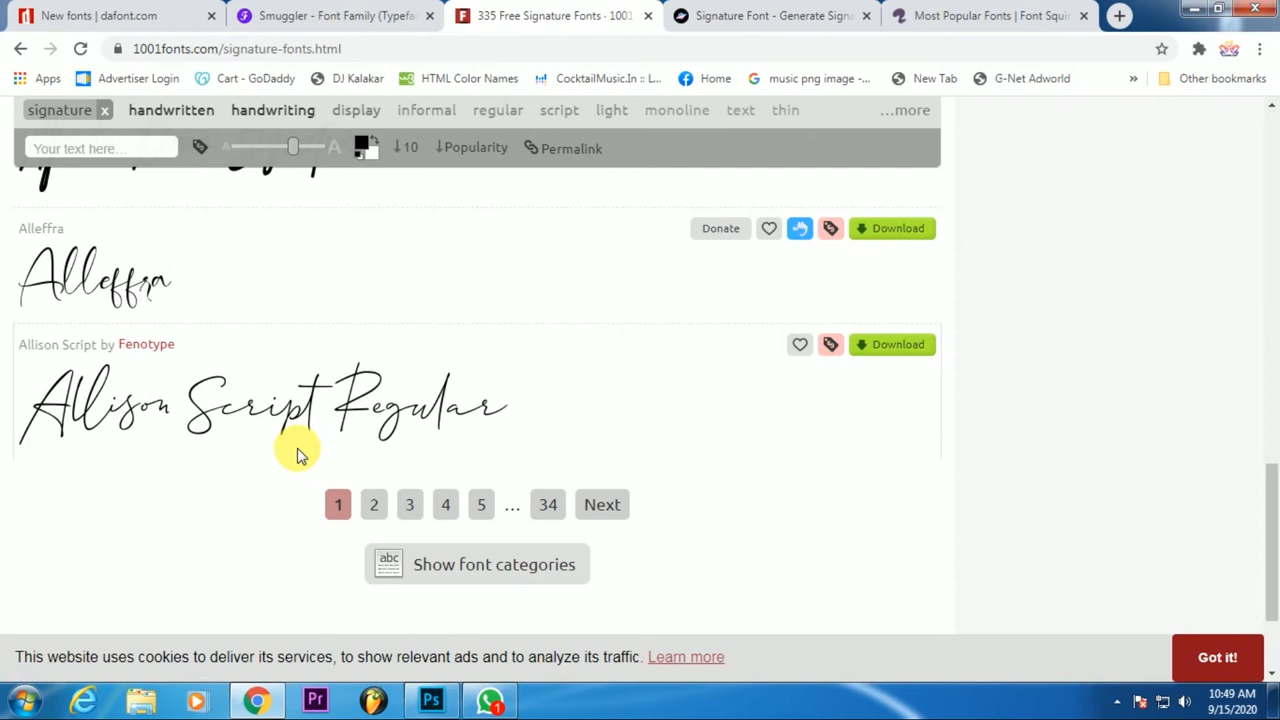 New fonts | dafont.com
Smuggler - Font Family (Typefa
335 Free Signature Fonts · 1001
Signature Font - Generate Signa
Most Popular Fonts | Font Squi
1001fonts.com/signature-fonts.html
Apps
Advertiser Login
Cart - GoDaddy
DJ Kalakar
HTML Color Names
CocktailMusic.In :: L...
Home
music png image -...
New Tab
G-Net Adworld
»
Other bookmarks
signature x handwritten handwriting display informal regular script light monoline text thin ...more
Your text here... A A ↓10 ↓Popularity Permalink
Alleffra
Donate
Download
Alleffra
Allison Script by Fenotype
Download
Allison Script Regular
1 2 3 4 5 ... 34 Next
abc
Show font categories
This website uses cookies to deliver its services, to show relevant ads and to analyze its traffic. Learn more
Got it!
Pr
Ps
1
10:49 AM
9/15/2020